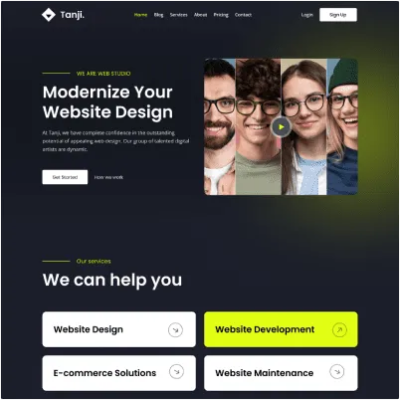 Tanji.
Home Blog Services About Pricing Contact
Login Sign Up
WE ARE WEB STUDIO
Modernize Your
Website Design
At Tanji, we have complete confidence in the outstanding
potential of appealing web design. Our group of talented digital
artists are dynamic.
Get Started How we work
Our services
We can help you
Website Design
Website Development
E-commerce Solutions
Website Maintenance